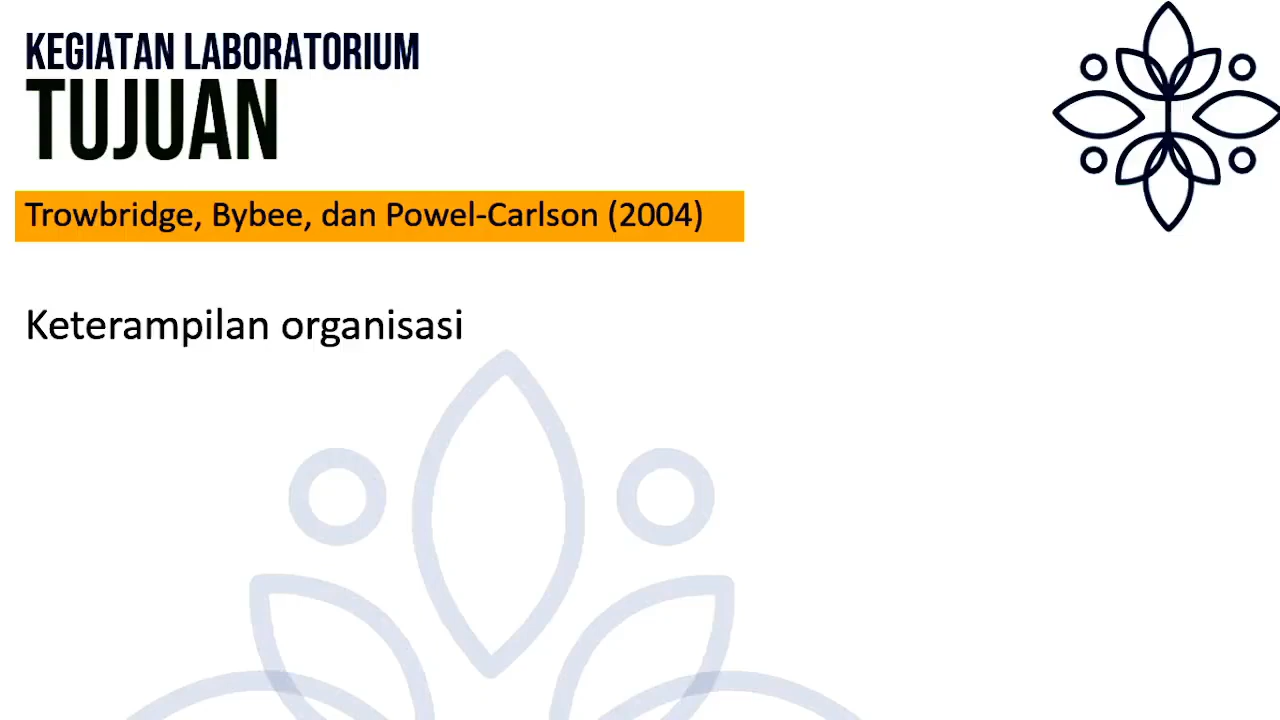 KEGIATAN LABORATORIUM
TUJUAN
Trowbridge, Bybee, dan Powel-Carlson (2004)
Keterampilan organisasi